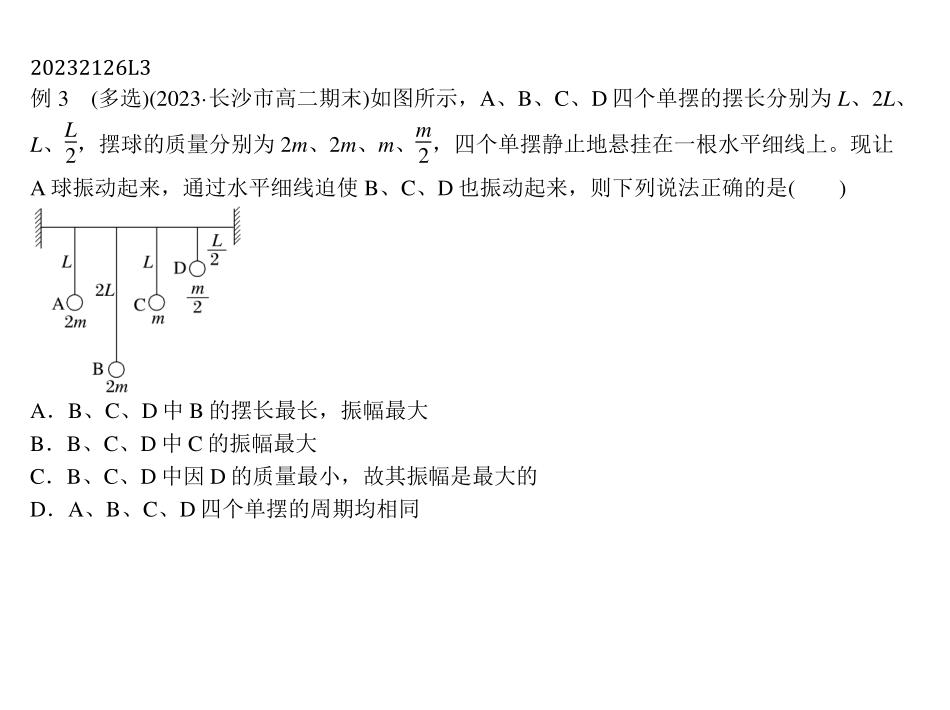 20232126L3
例 3　(多选)(2023·长沙市高二期末)如图所示，A、B、C、D 四个单摆的摆长分别为 L、2L、
L、L/2，摆球的质量分别为 2m、2m、m、m/2，四个单摆静止地悬挂在一根水平细线上。现让
A 球振动起来，通过水平细线迫使 B、C、D 也振动起来，则下列说法正确的是(　　)
L
2L
L
D
L/2
A
2m
C
m
m/2
B
2m
A．B、C、D 中 B 的摆长最长，振幅最大
B．B、C、D 中 C 的振幅最大
C．B、C、D 中因 D 的质量最小，故其振幅是最大的
D．A、B、C、D 四个单摆的周期均相同